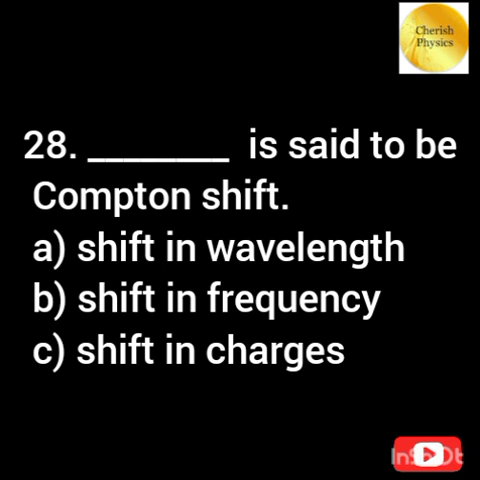 Cherish
Physics
28. ________ is said to be
Compton shift.
a) shift in wavelength
b) shift in frequency
c) shift in charges